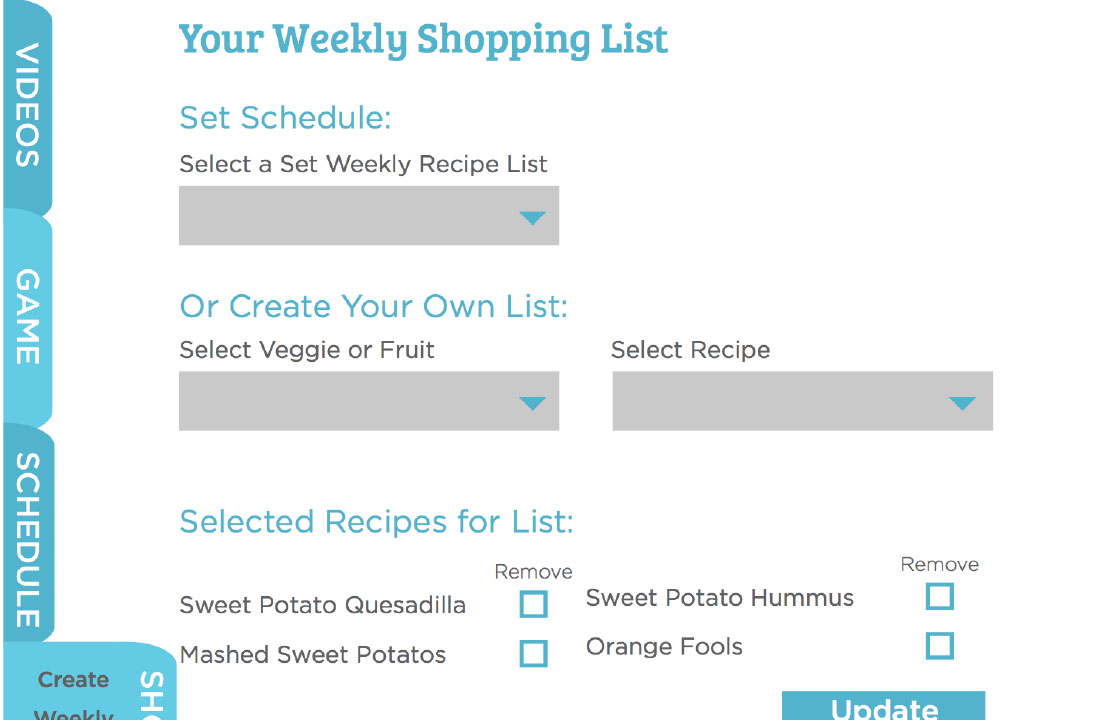 Your Weekly Shopping List
Set Schedule:
Select a Set Weekly Recipe List
Or Create Your Own List:
Select Veggie or Fruit
Select Recipe
Selected Recipes for List:
Remove
Sweet Potato Quesadilla
Mashed Sweet Potatos
Remove
Sweet Potato Hummus
Orange Fools
Update
VIDEOS
GAME
SCHEDULE
Create
Weekly